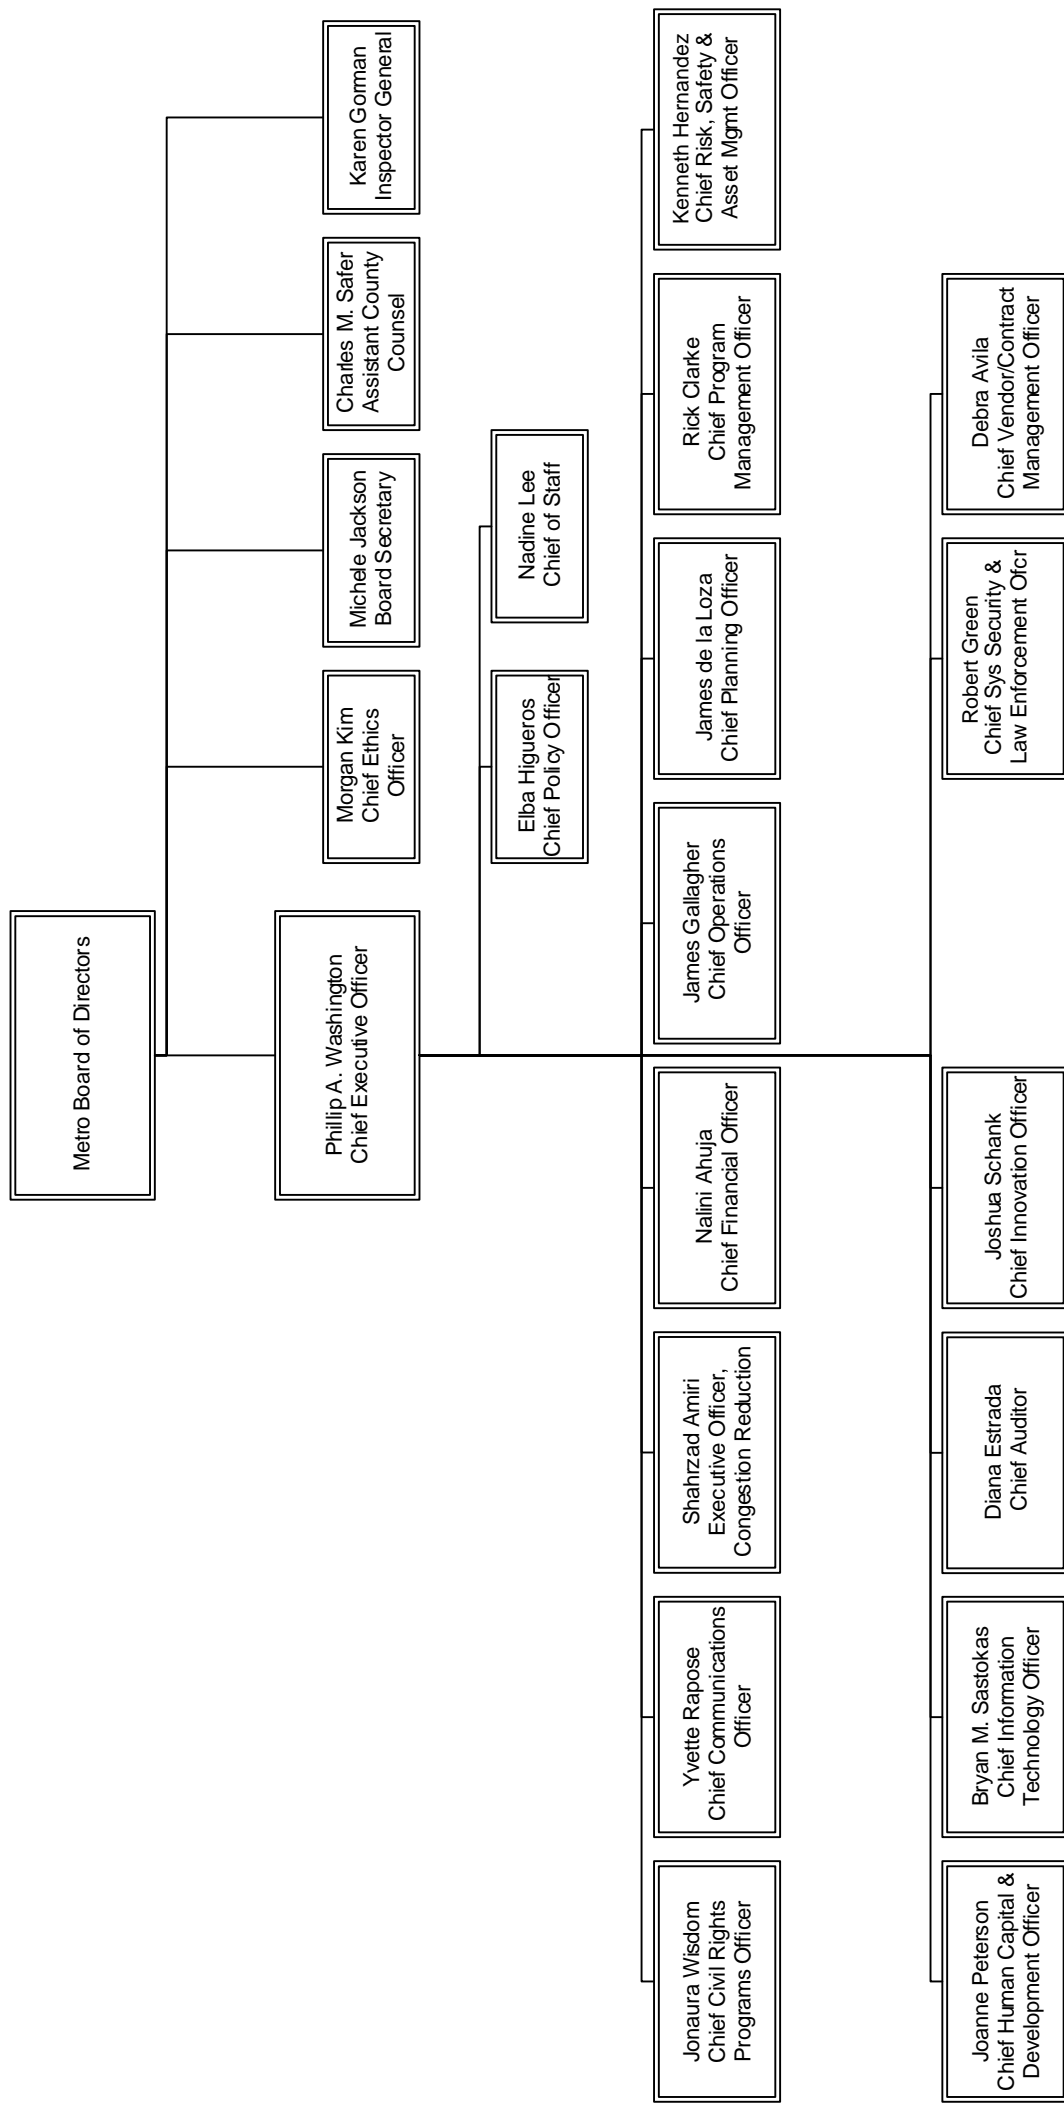 Metro Board of Directors
Phillip A. Washington
Chief Executive Officer
Morgan Kim
Chief Ethics
Officer
Michele Jackson
Board Secretary
Charles M. Safer
Assistant County
Counsel
Karen Gorman
Inspector General
Elba Higueros
Chief Policy Officer
Nadine Lee
Chief of Staff
Jonaura Wisdom
Chief Civil Rights
Programs Officer
Yvette Rapose
Chief Communications
Officer
Shahrzad Amiri
Executive Officer,
Congestion Reduction
Nalini Ahuja
Chief Financial Officer
James Gallagher
Chief Operations
Officer
James de la Loza
Chief Planning Officer
Rick Clarke
Chief Program
Management Officer
Kenneth Hernandez
Chief Risk, Safety &
Asset Mgmt Officer
Joanne Peterson
Chief Human Capital &
Development Officer
Bryan M. Sastokas
Chief Information
Technology Officer
Diana Estrada
Chief Auditor
Joshua Schank
Chief Innovation Officer
Robert Green
Chief Sys Security &
Law Enforcement Ofcr
Debra Avila
Chief Vendor/Contract
Management Officer